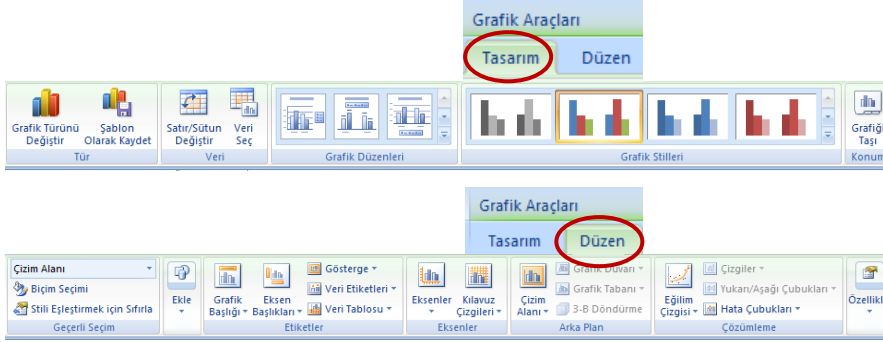 Grafik Araçları
Tasarım Düzen
Grafik Türünü Değiştir
Şablon Olarak Kaydet
Tür
Satır/Sütun Değiştir
Veri Seç
Veri
Grafik Düzenleri
Grafik Stilleri
Grafiği Taşı
Konum
Grafik Araçları
Tasarım Düzen
Çizim Alanı
Biçim Seçimi
Stili Eşleştirmek için Sıfırla
Geçerli Seçim
Ekle
Grafik Başlığı
Eksen Başlıkları
Gösterge
Veri Etiketleri
Veri Tablosu
Etiketler
Eksenler
Kılavuz Çizgileri
Eksenler
Çizim Alanı
Grafik Duvarı
Grafik Tabanı
3-B Döndürme
Arka Plan
Eğilim Çizgisi
Çizgiler
Yukarı/Aşağı Çubukları
Hata Çubukları
Çözümleme
Özellikl